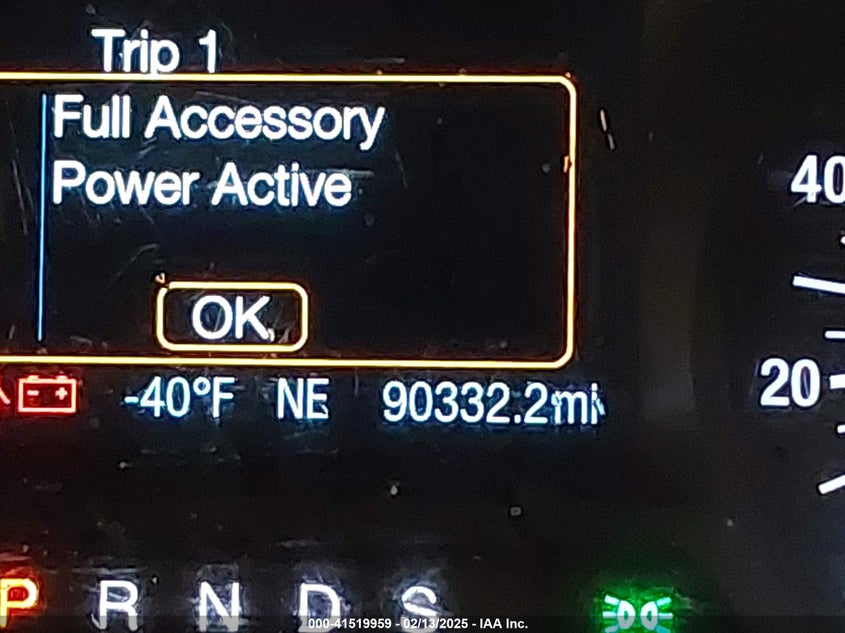 Trip 1
Full Accessory
Power Active
OK
-40°F NE 90332.2mi
40
20
P R N D S
000-41519959 - 02/13/2025 - IAA Inc.